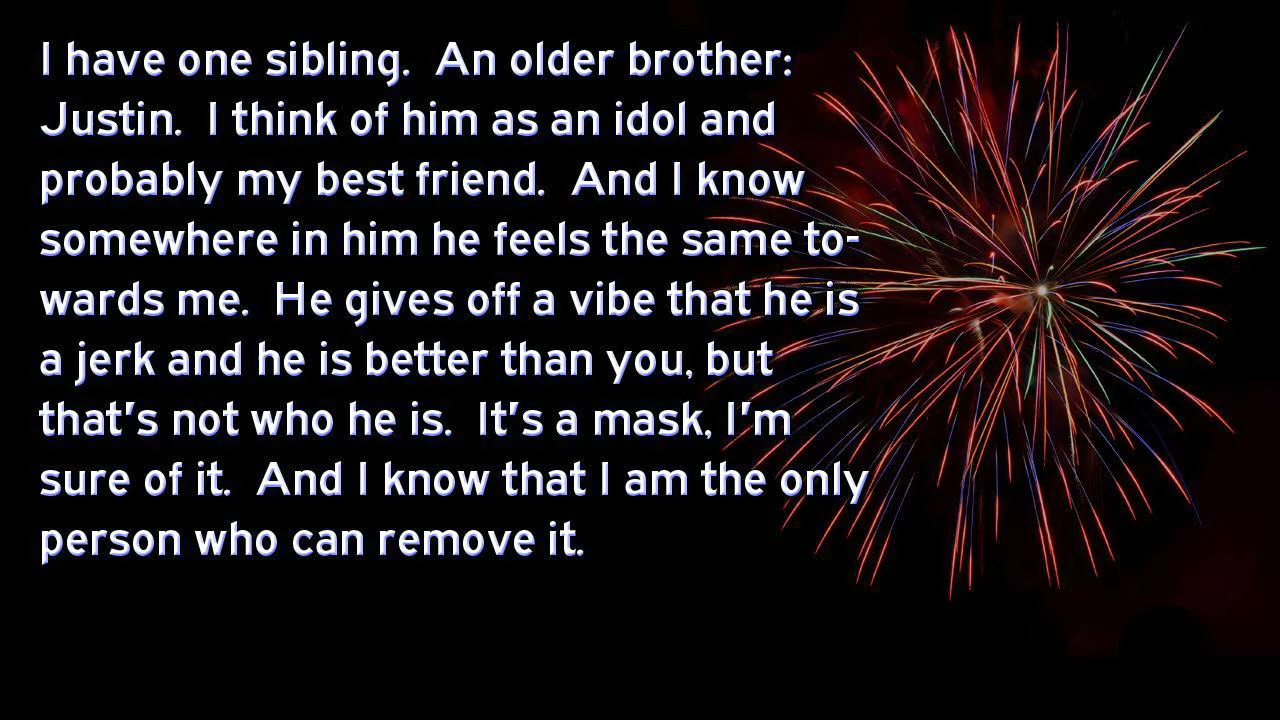 I have one sibling.  An older brother:
Justin.  I think of him as an idol and
probably my best friend.  And I know
somewhere in him he feels the same to-
wards me.  He gives off a vibe that he is
a jerk and he is better than you, but
that's not who he is.  It's a mask, I'm
sure of it.  And I know that I am the only
person who can remove it.